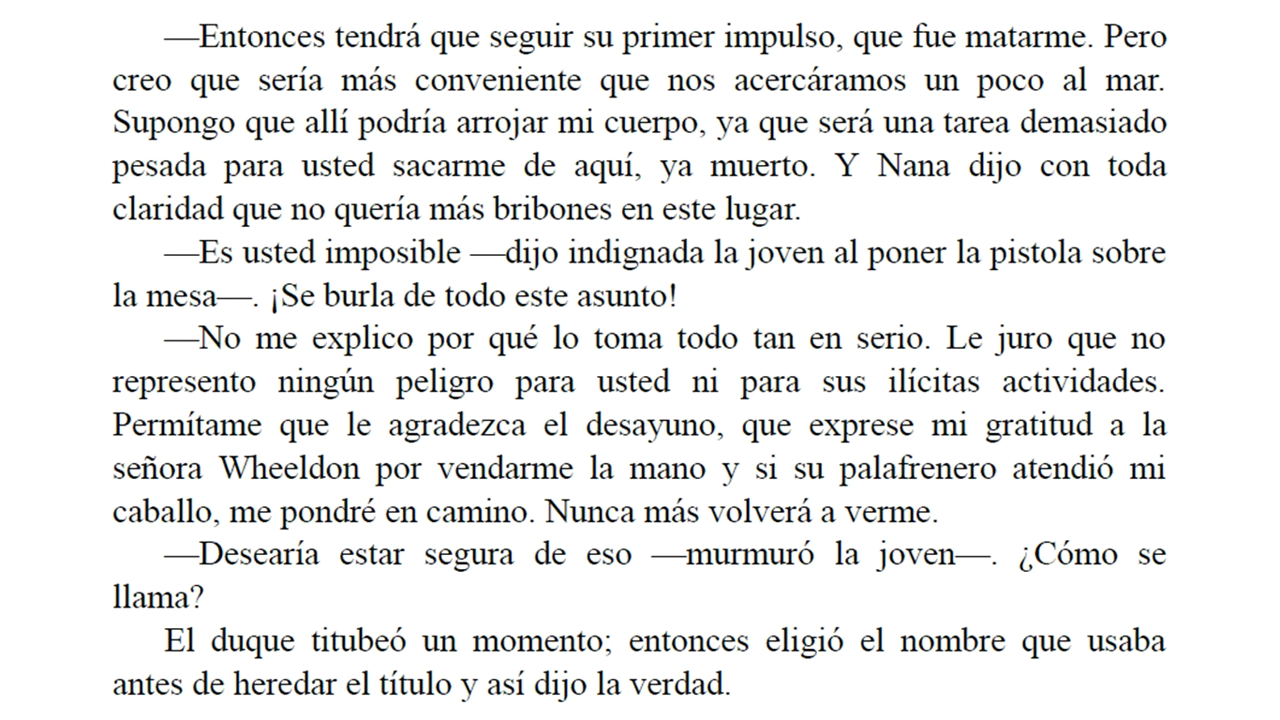 —Entonces tendrá que seguir su primer impulso, que fue matarme. Pero
creo que sería más conveniente que nos acercáramos un poco al mar.
Supongo que allí podría arrojar mi cuerpo, ya que será una tarea demasiado
pesada para usted sacarme de aquí, ya muerto. Y Nana dijo con toda
claridad que no quería más bribones en este lugar.
—Es usted imposible —dijo indignada la joven al poner la pistola sobre
la mesa—. ¡Se burla de todo este asunto!
—No me explico por qué lo toma todo tan en serio. Le juro que no
represento ningún peligro para usted ni para sus ilícitas actividades.
Permítame que le agradezca el desayuno, que exprese mi gratitud a la
señora Wheeldon por vendarme la mano y si su palafrenero atendió mi
caballo, me pondré en camino. Nunca más volverá a verme.
—Desearía estar segura de eso —murmuró la joven—. ¿Cómo se
llama?
El duque titubeó un momento; entonces eligió el nombre que usaba
antes de heredar el título y así dijo la verdad.